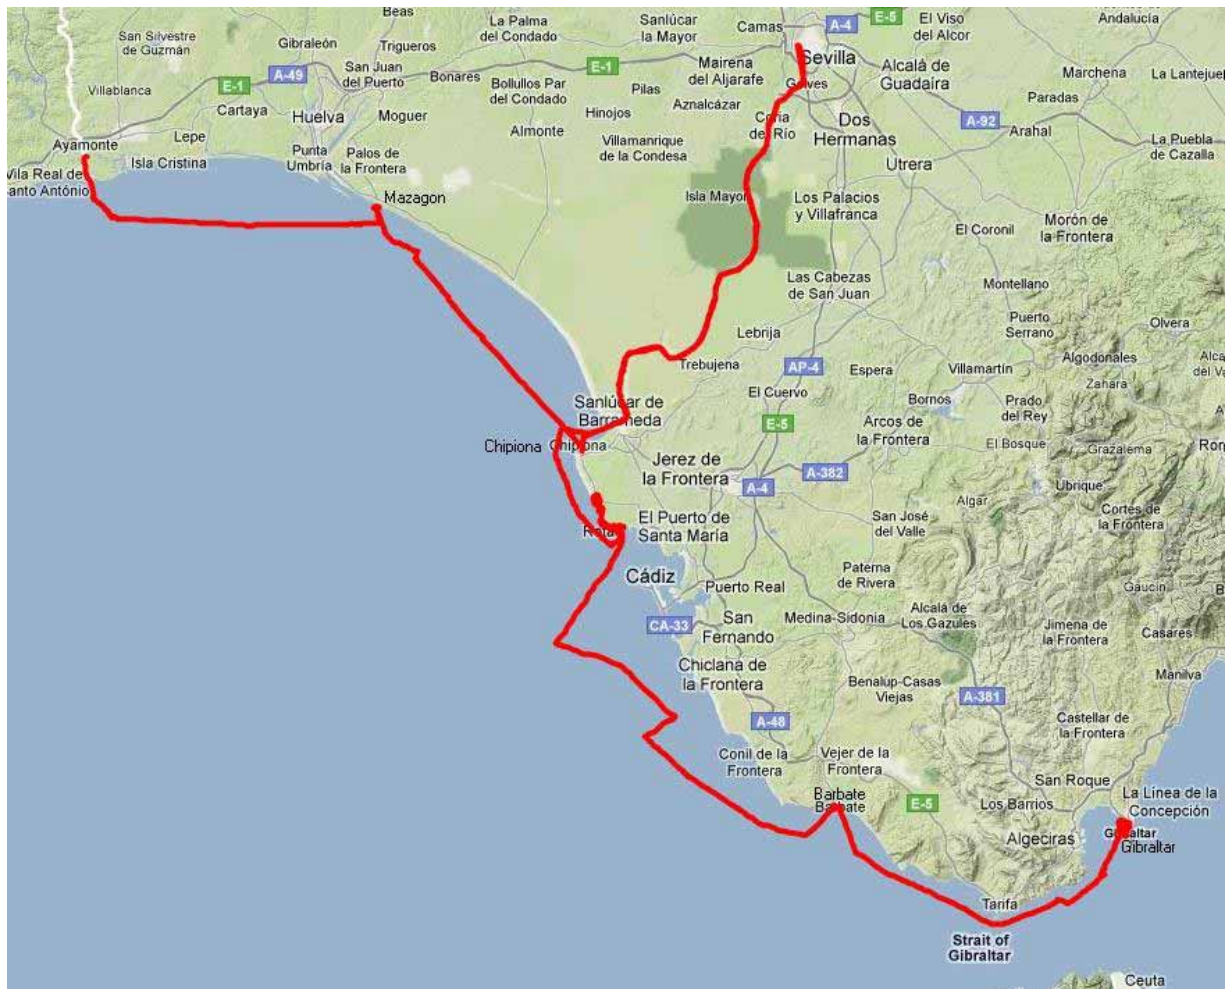 Beas
La Palma
del Condado
Sanlúcar
la Mayor
Camas
A-4
E-5
El Viso
del Alcor
Andalucía
San Silvestre
de Guzmán
Gibraleón
Trigueros
A-49
San Juan
del Puerto
Bonares
E-1
Mairena
del Aljarafe
Sevilla
Alcalá de
Guadaíra
Marchena
La Lantejuel
Villablanca
E-1
Bollullos Par
del Condado
Pilas
Gelves
Paradas
Cartaya
Huelva
Moguer
Hinojos
Aznalcázar
Coria
del Río
Dos
Hermanas
A-92
Arahal
Ayamonte
Lepe
Almonte
Villamanrique
de la Condesa
La Puebla
de Cazalla
Isla Cristina
Punta
Umbría
Palos de
la Frontera
Utrera
Vila Real de
Santo António
Mazagon
Isla Mayor
Los Palacios
y Villafranca
Morón de
la Frontera
El Coronil
Las Cabezas
de San Juan
Montellano
Puerto
Serrano
Olvera
Lebrija
Trebujena
AP-4
Espera
Villamartín
Algodonales
Zahara
El Cuervo
Bornos
Prado
del Rey
Sanlúcar de
Barrameda
E-5
Arcos de
la Frontera
El Bosque
Grazalema
Chipiona
Chipiona
Jerez de
la Frontera
A-382
A-4
Ubrique
Algar
Cortes de
la Frontera
Rota
El Puerto de
Santa María
San José
del Valle
Cádiz
Puerto Real
Paterna
de Rivera
Gaucín
CA-33
San
Fernando
Medina-Sidonia
Alcalá de
Los Gazules
Jimena de
la Frontera
Casares
Chiclana de
la Frontera
Benalup-Casas
Viejas
A-381
Manilva
A-48
Castellar de
la Frontera
Conil de la
Frontera
Vejer de la
Frontera
San Roque
Barbate
Barbate
E-5
Los Barrios
La Línea de la
Concepción
Algeciras
Gibraltar
Gibraltar
Tarifa
Strait of
Gibraltar
Ceuta